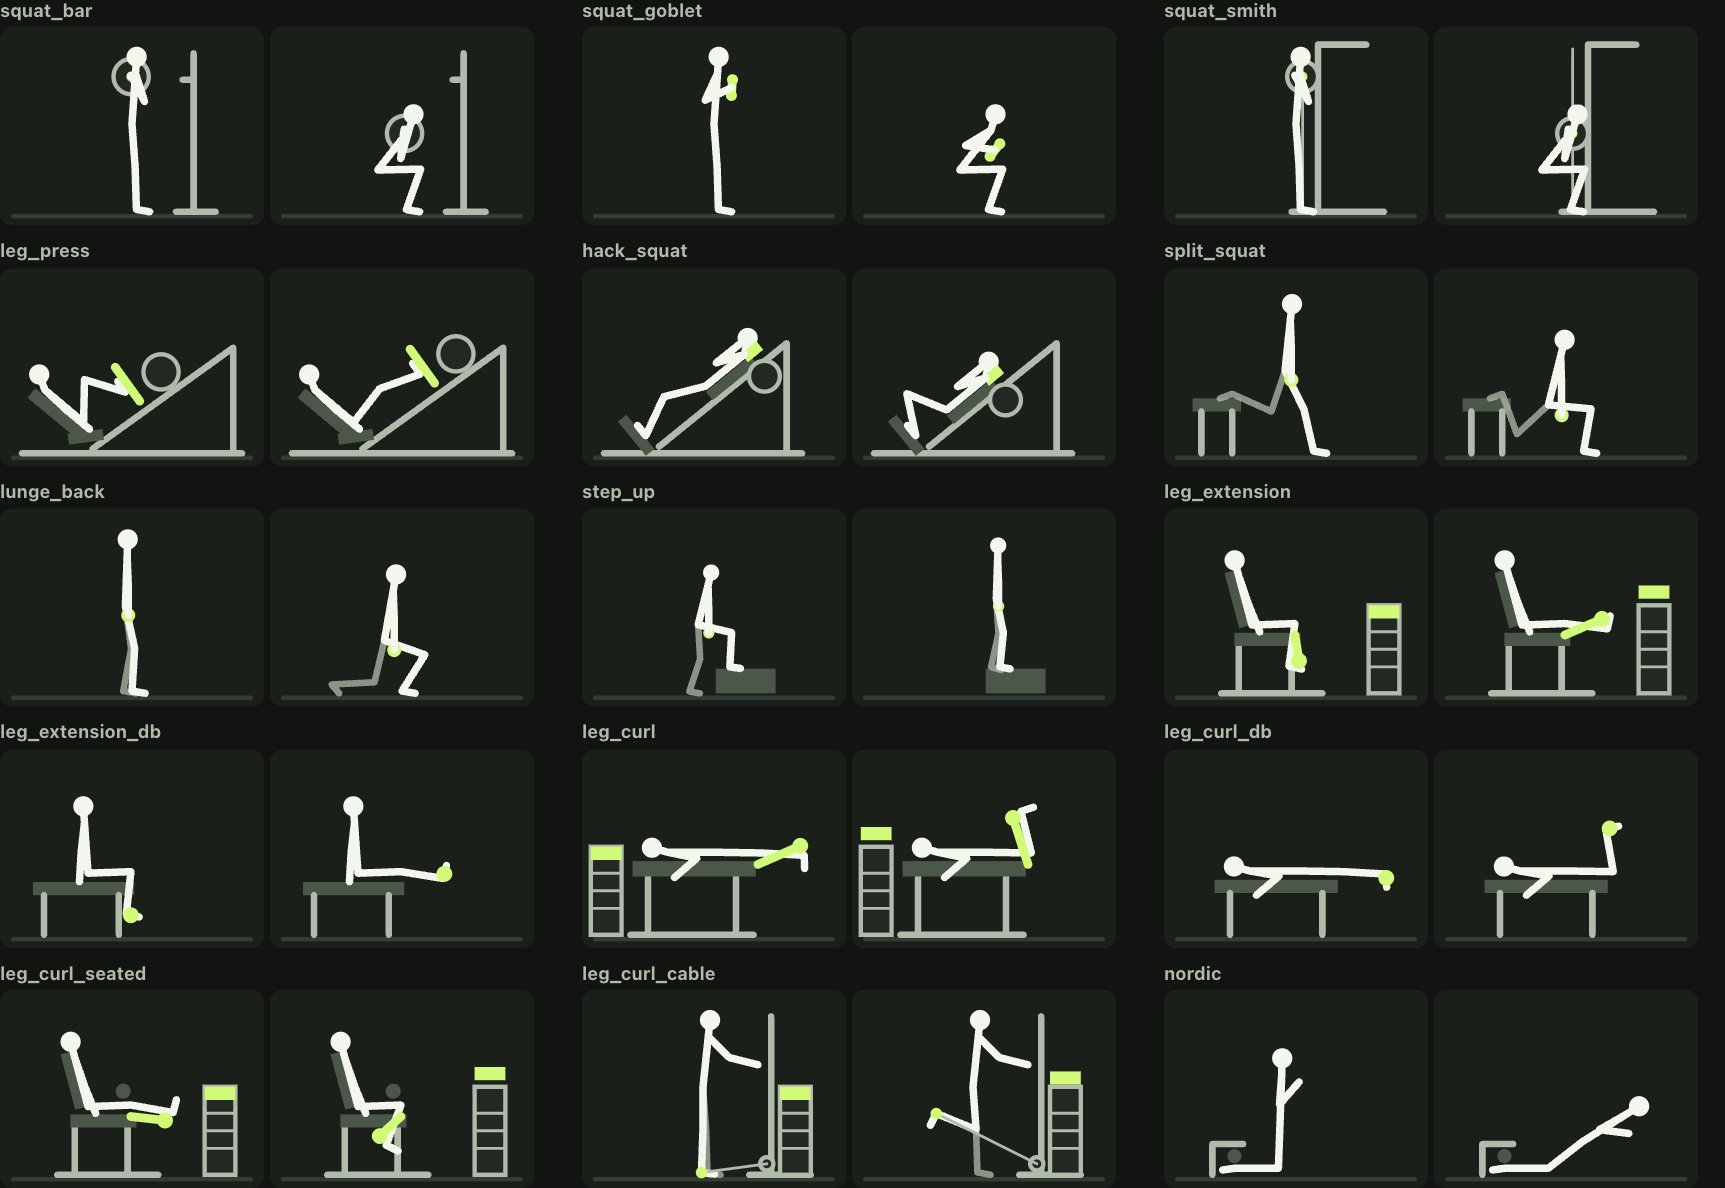 squat_bar
squat_goblet
squat_smith
leg_press
hack_squat
split_squat
lunge_back
step_up
leg_extension
leg_extension_db
leg_curl
leg_curl_db
leg_curl_seated
leg_curl_cable
nordic